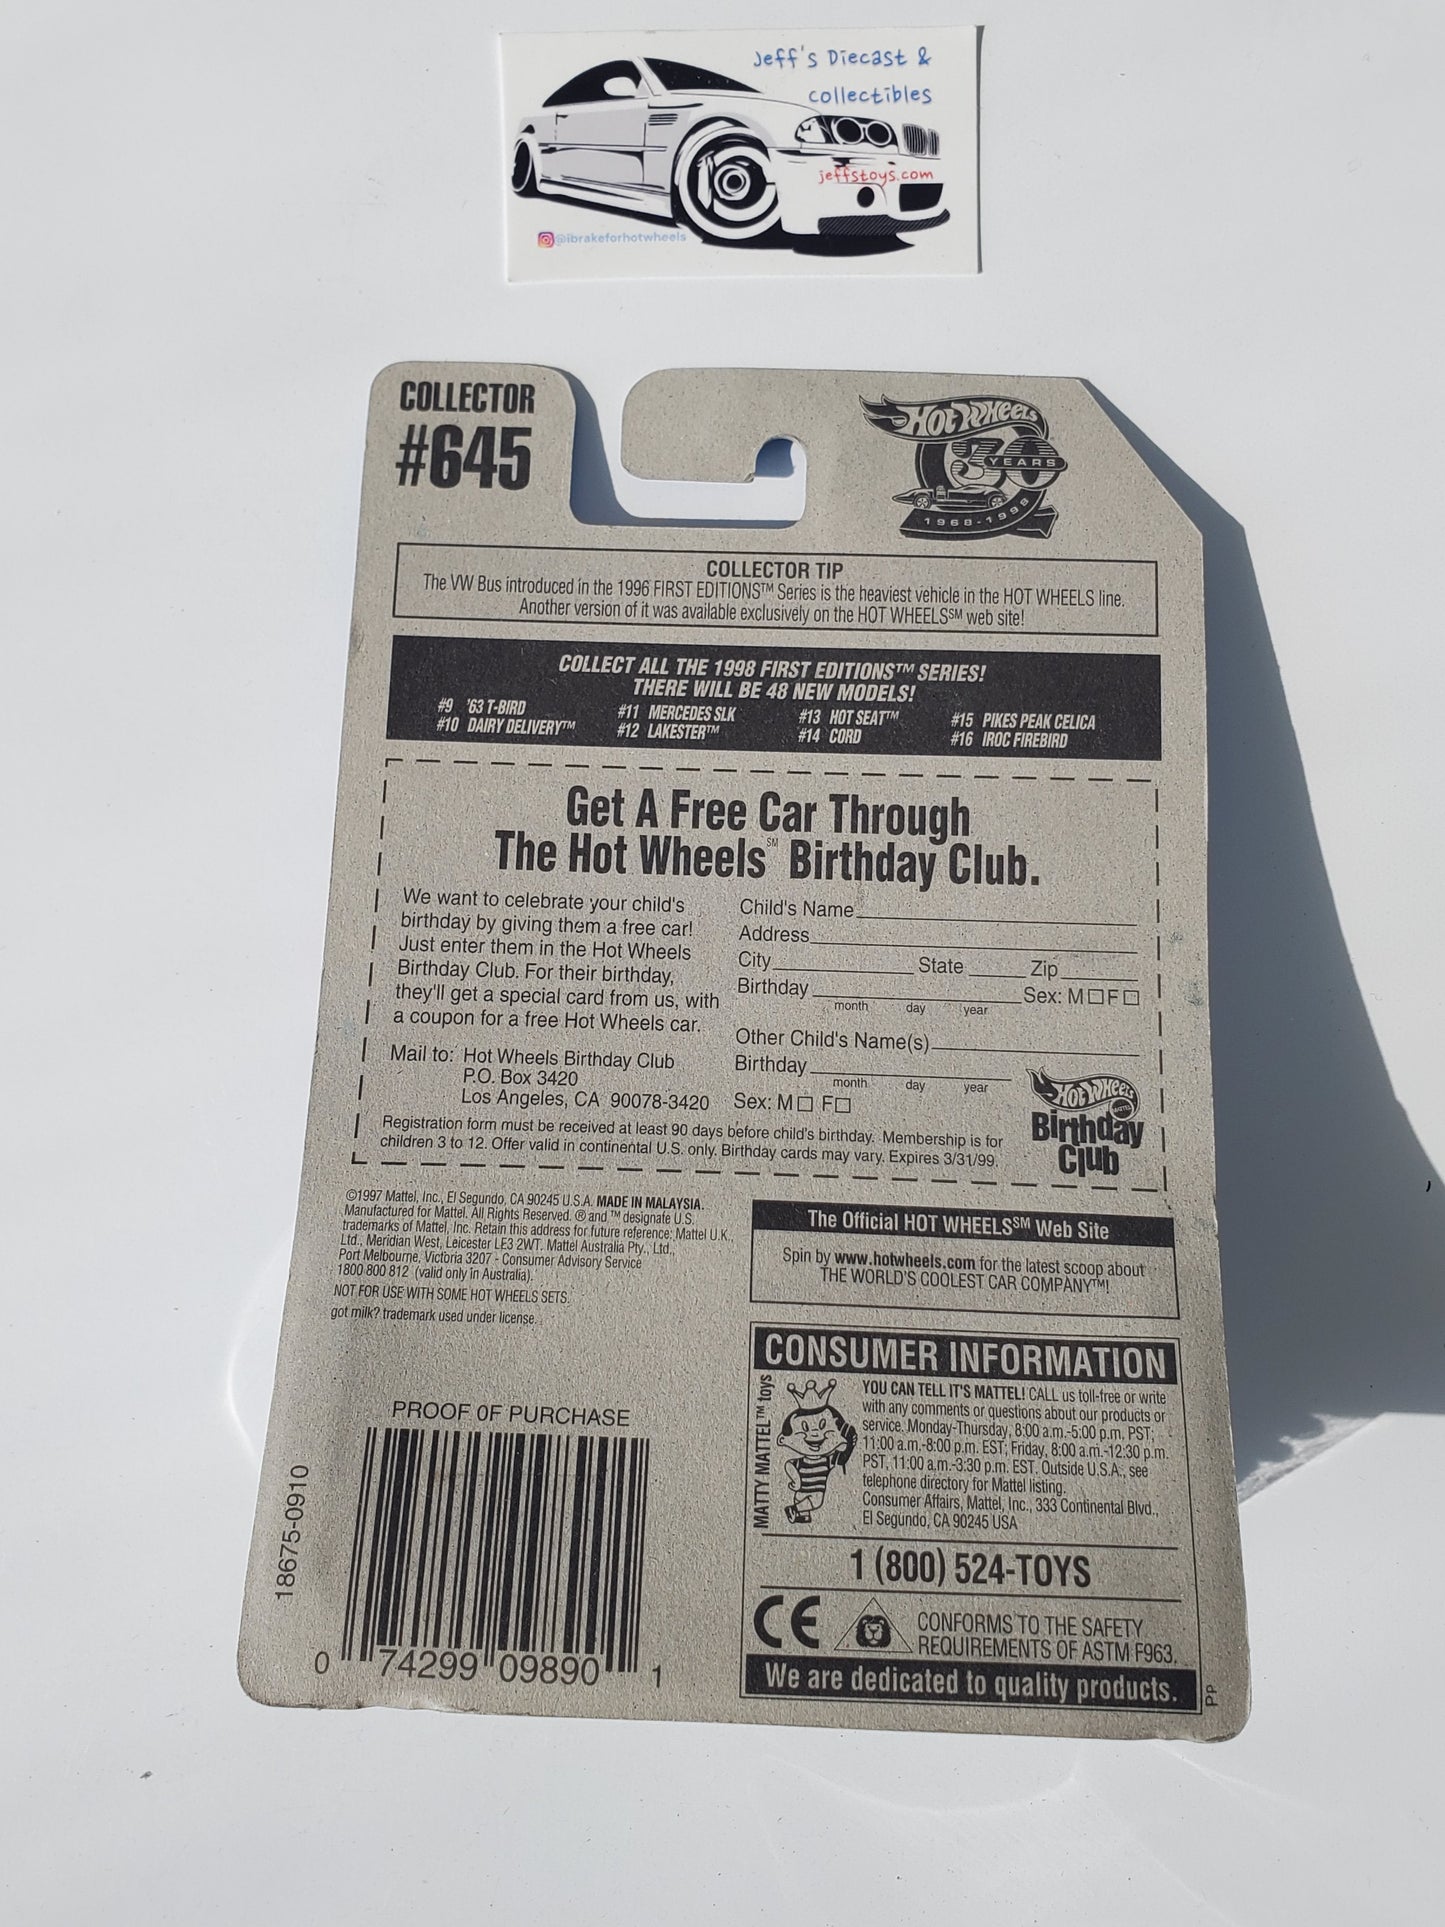 Jeff's Diecast &
collectibles
jeffstoys.com
@ibrakeforhotwheels
COLLECTOR
#645
HOT WHEELS
30
YEARS
1968-1998
COLLECTOR TIP
The VW Bus introduced in the 1996 FIRST EDITIONS™ Series is the heaviest vehicle in the HOT WHEELS line.
Another version of it was available exclusively on the HOT WHEELS℠ web site!
COLLECT ALL THE 1998 FIRST EDITIONS™ SERIES!
THERE WILL BE 48 NEW MODELS!
#9 '63 T-BIRD
#10 DAIRY DELIVERY™
#11 MERCEDES SLK
#12 LAKESTER™
#13 HOT SEAT™
#14 CORD
#15 PIKES PEAK CELICA
#16 IROC FIREBIRD
Get A Free Car Through
The Hot Wheels℠ Birthday Club.
We want to celebrate your child's
birthday by giving them a free car!
Just enter them in the Hot Wheels
Birthday Club. For their birthday,
they'll get a special card from us, with
a coupon for a free Hot Wheels car.
Mail to: Hot Wheels Birthday Club
P.O. Box 3420
Los Angeles, CA 90078-3420
Child's Name
Address
City State Zip
Birthday Sex: M□ F□
month day year
Other Child's Name(s)
Birthday
month day year
Sex: M□ F□
HOT WHEELS
MATTEL
Birthday
Club
Registration form must be received at least 90 days before child's birthday. Membership is for
children 3 to 12. Offer valid in continental U.S. only. Birthday cards may vary. Expires 3/31/99.
©1997 Mattel, Inc., El Segundo, CA 90245 U.S.A. MADE IN MALAYSIA.
Manufactured for Mattel. All Rights Reserved. ® and ™ designate U.S.
trademarks of Mattel, Inc. Retain this address for future reference: Mattel U.K.,
Ltd., Meridian West, Leicester LE3 2WT. Mattel Australia Pty., Ltd.,
Port Melbourne, Victoria 3207 - Consumer Advisory Service
1800 800 812 (valid only in Australia).
NOT FOR USE WITH SOME HOT WHEELS SETS.
got milk? trademark used under license.
The Official HOT WHEELS℠ Web Site
Spin by www.hotwheels.com for the latest scoop about
THE WORLD'S COOLEST CAR COMPANY™!
CONSUMER INFORMATION
MATTY MATTEL™ toys
YOU CAN TELL IT'S MATTEL! CALL us toll-free or write
with any comments or questions about our products or
service. Monday-Thursday, 8:00 a.m.-5:00 p.m. PST;
11:00 a.m.-8:00 p.m. EST; Friday, 8:00 a.m.-12:30 p.m.
PST, 11:00 a.m.-3:30 p.m. EST. Outside U.S.A., see
telephone directory for Mattel listing.
Consumer Affairs, Mattel, Inc., 333 Continental Blvd.,
El Segundo, CA 90245 USA
1 (800) 524-TOYS
CE
CONFORMS TO THE SAFETY
REQUIREMENTS OF ASTM F963.
We are dedicated to quality products.
PP
PROOF OF PURCHASE
18675-0910
0 74299 09890 1